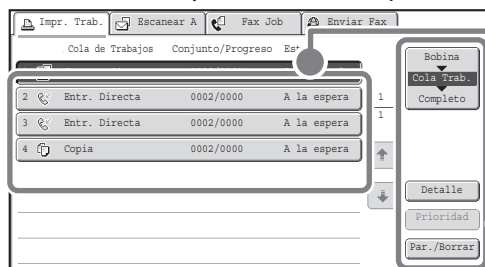 Impr. Trab. Escanear A Fax Job Enviar Fax
Cola de Trabajos Conjunto/Progreso Est
2 Entr. Directa 0002/0000 A la espera
3 Entr. Directa 0002/0000 A la espera
4 Copia 0002/0000 A la espera
1
1
Bobina
Cola Trab.
Completo
Detalle
Prioridad
Par./Borrar